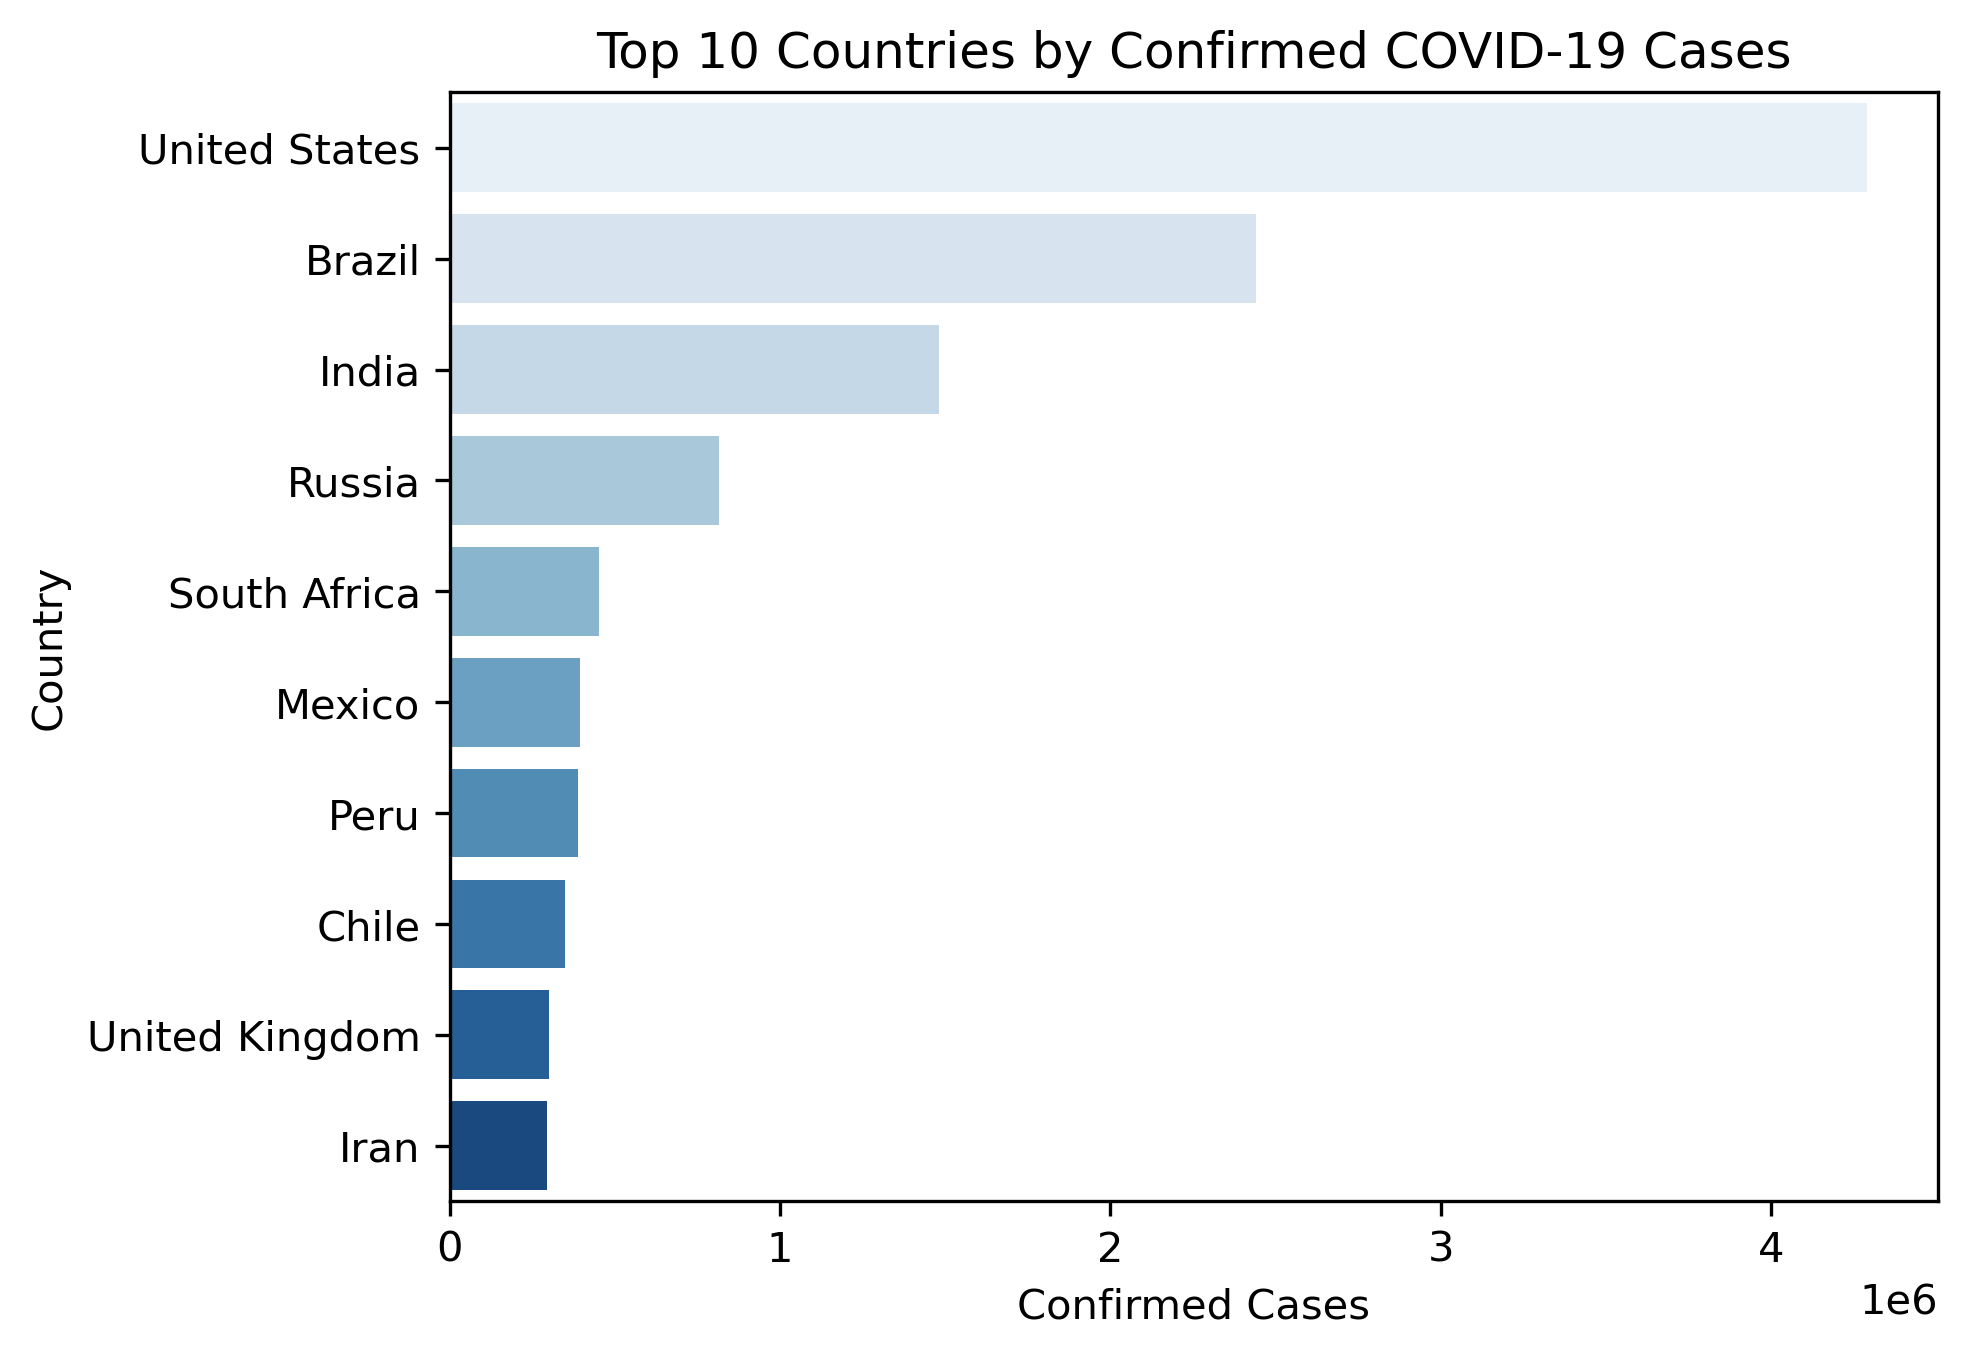 Top 10 Countries by Confirmed COVID-19 Cases
United States
Brazil
India
Russia
South Africa
Mexico
Peru
Chile
United Kingdom
Iran
Country
0 1 2 3 4
1e6
Confirmed Cases